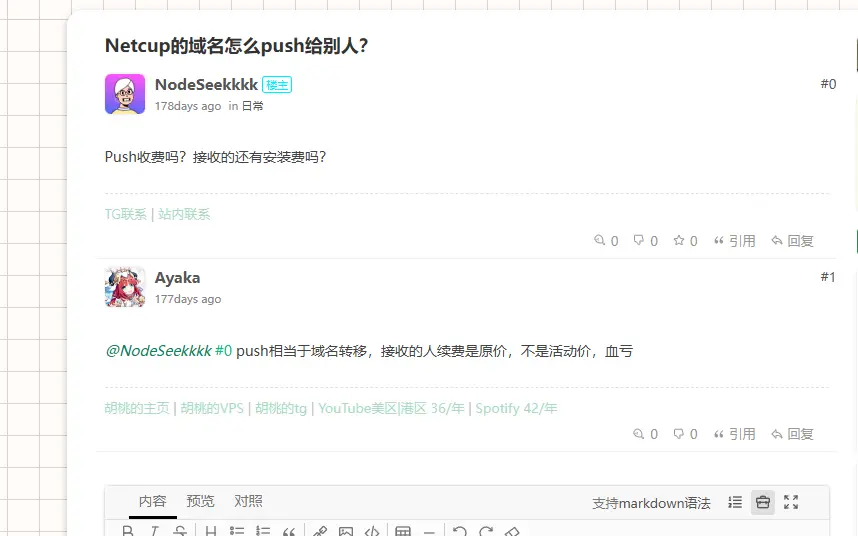 Netcup的域名怎么push给别人?
NodeSeekkkk 楼主
#0
178days ago in 日常
Push收费吗? 接收的还有安装费吗?
TG联系 | 站内联系
0 0 0 引用 回复
Ayaka
#1
177days ago
@NodeSeekkkk #0 push相当于域名转移，接收的人续费是原价，不是活动价，血亏
胡桃的主页 | 胡桃的VPS | 胡桃的tg | YouTube美区|港区 36/年 | Spotify 42/年
0 0 引用 回复
内容 预览 对照 支持markdown语法